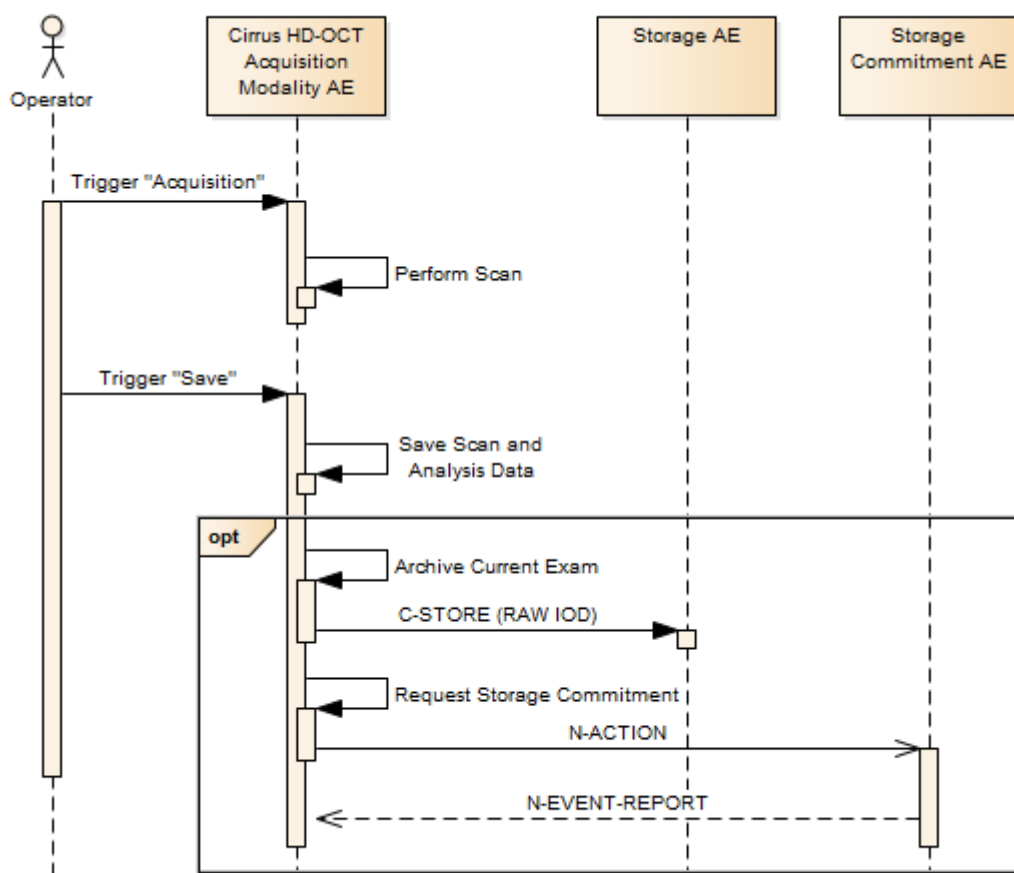 Operator
Cirrus HD-OCT
Acquisition
Modality AE
Storage AE
Storage
Commitment AE
Trigger "Acquisition"
Perform Scan
Trigger "Save"
Save Scan and
Analysis Data
opt
Archive Current Exam
C-STORE (RAW IOD)
Request Storage Commitment
N-ACTION
N-EVENT-REPORT